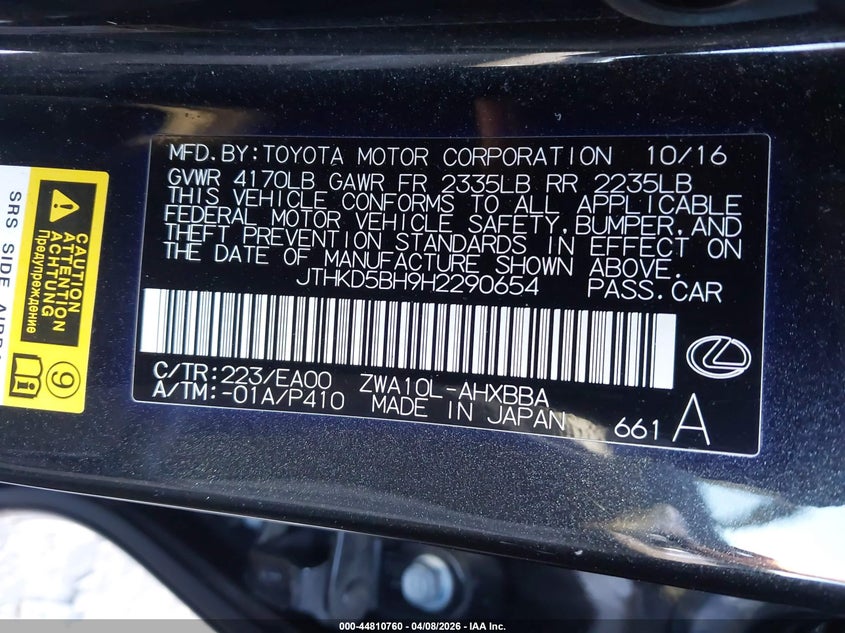 MFD.BY:TOYOTA MOTOR CORPORATION 10/16
GVWR 4170LB GAWR FR 2335LB RR 2235LB
THIS VEHICLE CONFORMS TO ALL APPLICABLE
FEDERAL MOTOR VEHICLE SAFETY,BUMPER,AND
THEFT PREVENTION STANDARDS IN EFFECT ON
THE DATE OF MANUFACTURE SHOWN ABOVE.
JTHKD5BH9H2290654 PASS.CAR
C/TR:223/EA00 ZWA10L-AHXBBA
A/TM:-01A/P410 MADE IN JAPAN 661 A
CAUTION
ATTENTION
ACHTUNG
Предупреждение
9
SRS SIDE
000-44810760 - 04/08/2026 - IAA Inc.